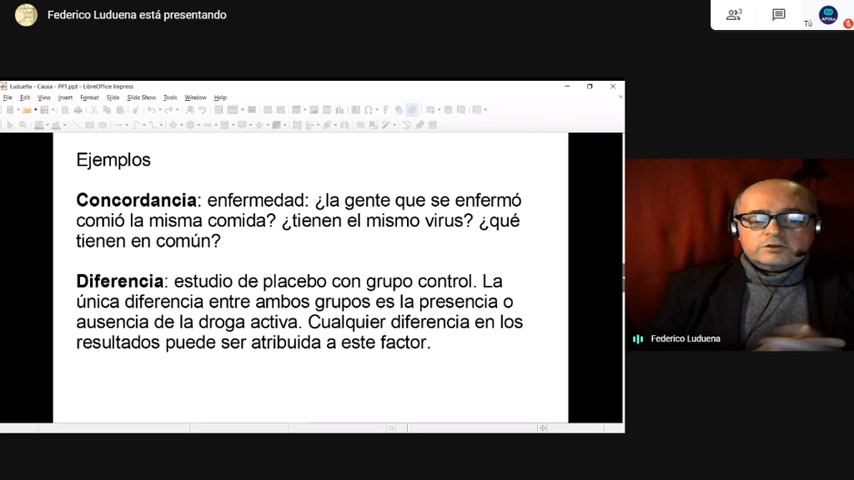 Federico Luduena está presentando
3
Tú
APOLa
Ludueña - Causa - PPT.ppt - LibreOffice Impress
File Edit View Insert Format Slide Slide Show Tools Window Help
Ejemplos
Concordancia: enfermedad: ¿la gente que se enfermó
comió la misma comida? ¿tienen el mismo virus? ¿qué
tienen en común?
Diferencia: estudio de placebo con grupo control. La
única diferencia entre ambos grupos es la presencia o
ausencia de la droga activa. Cualquier diferencia en los
resultados puede ser atribuida a este factor.
Federico Luduena